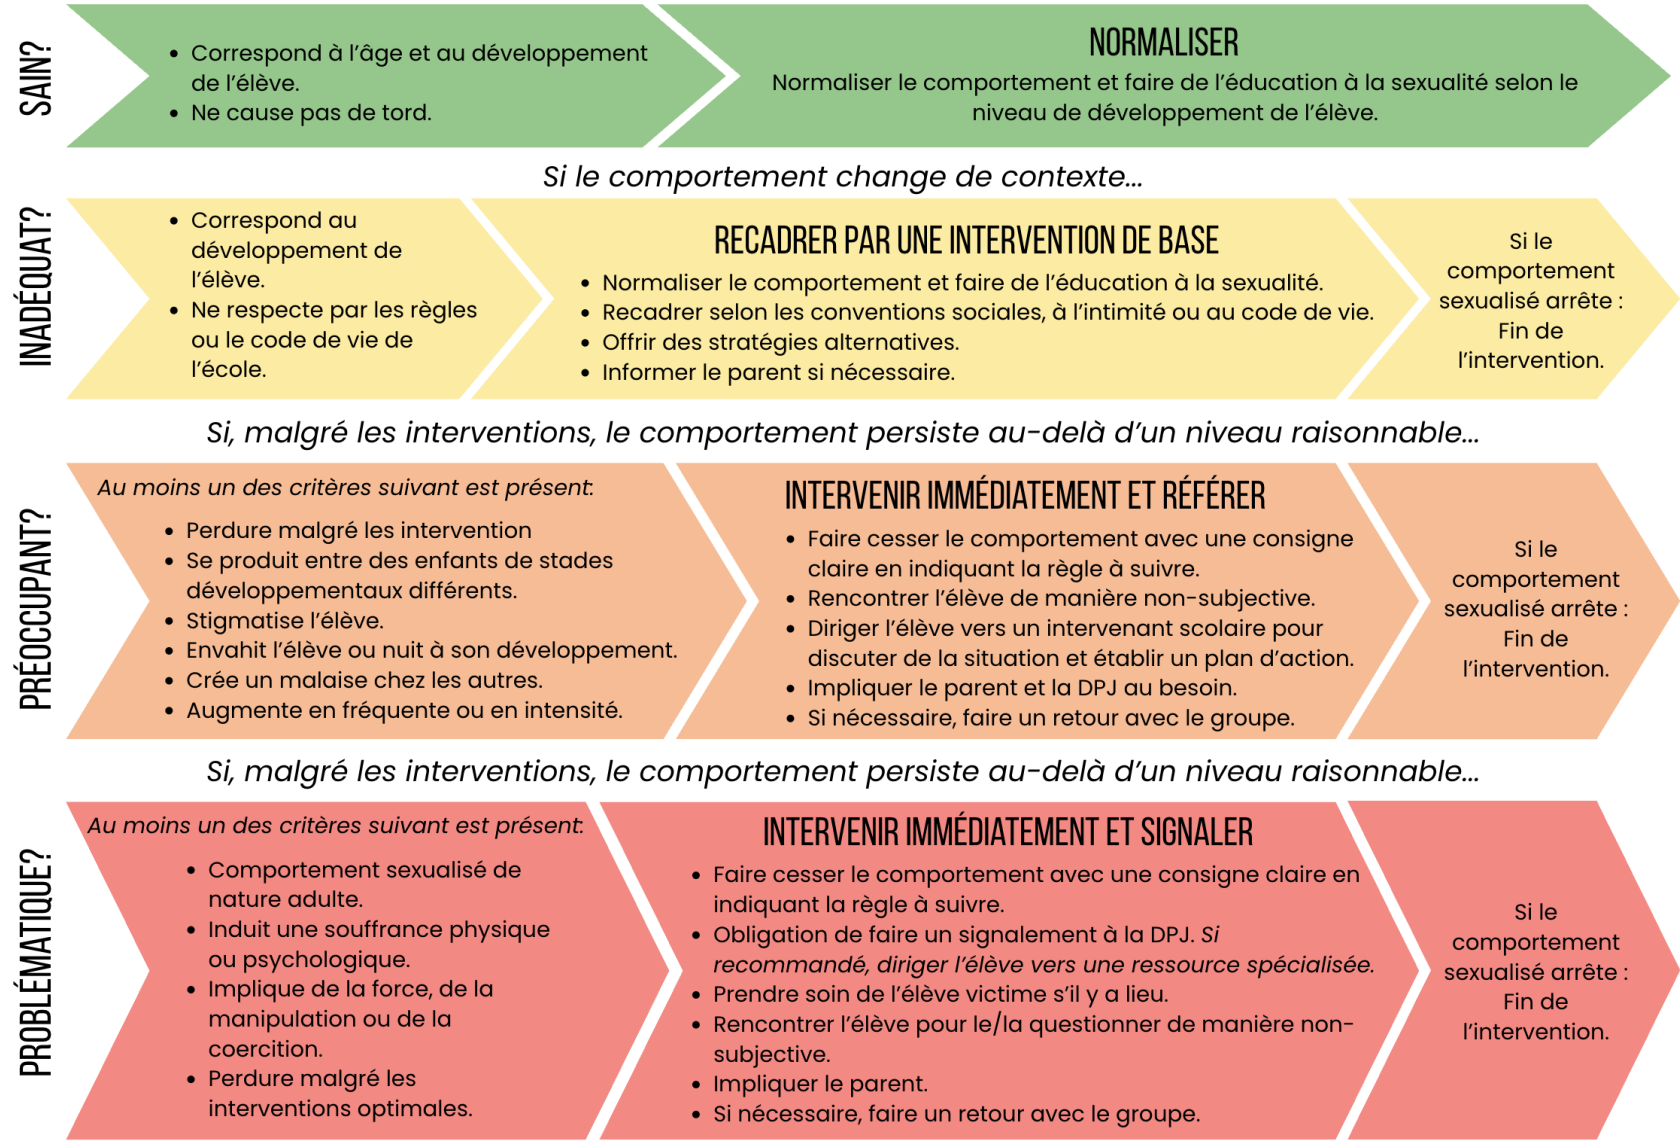 SAIN?
• Correspond à l'âge et au développement
de l'élève.
• Ne cause pas de tord.
NORMALISER
Normaliser le comportement et faire de l'éducation à la sexualité selon le
niveau de développement de l'élève.
Si le comportement change de contexte...
INADÉQUAT?
• Correspond au
développement de
l'élève.
• Ne respecte par les règles
ou le code de vie de
l'école.
RECADRER PAR UNE INTERVENTION DE BASE
• Normaliser le comportement et faire de l'éducation à la sexualité.
• Recadrer selon les conventions sociales, à l'intimité ou au code de vie.
• Offrir des stratégies alternatives.
• Informer le parent si nécessaire.
Si le
comportement
sexualisé arrête :
Fin de
l'intervention.
Si, malgré les interventions, le comportement persiste au-delà d'un niveau raisonnable...
PRÉOCCUPANT?
Au moins un des critères suivant est présent:
• Perdure malgré les intervention
• Se produit entre des enfants de stades
développementaux différents.
• Stigmatise l'élève.
• Envahit l'élève ou nuit à son développement.
• Crée un malaise chez les autres.
• Augmente en fréquente ou en intensité.
INTERVENIR IMMÉDIATEMENT ET RÉFÉRER
• Faire cesser le comportement avec une consigne
claire en indiquant la règle à suivre.
• Rencontrer l'élève de manière non-subjective.
• Diriger l'élève vers un intervenant scolaire pour
discuter de la situation et établir un plan d'action.
• Impliquer le parent et la DPJ au besoin.
• Si nécessaire, faire un retour avec le groupe.
Si le
comportement
sexualisé arrête :
Fin de
l'intervention.
Si, malgré les interventions, le comportement persiste au-delà d'un niveau raisonnable...
PROBLÉMATIQUE?
Au moins un des critères suivant est présent:
• Comportement sexualisé de
nature adulte.
• Induit une souffrance physique
ou psychologique.
• Implique de la force, de la
manipulation ou de la
coercition.
• Perdure malgré les
interventions optimales.
INTERVENIR IMMÉDIATEMENT ET SIGNALER
• Faire cesser le comportement avec une consigne claire en
indiquant la règle à suivre.
• Obligation de faire un signalement à la DPJ. Si
recommandé, diriger l'élève vers une ressource spécialisée.
• Prendre soin de l'élève victime s'il y a lieu.
• Rencontrer l'élève pour le/la questionner de manière non-
subjective.
• Impliquer le parent.
• Si nécessaire, faire un retour avec le groupe.
Si le
comportement
sexualisé arrête :
Fin de
l'intervention.